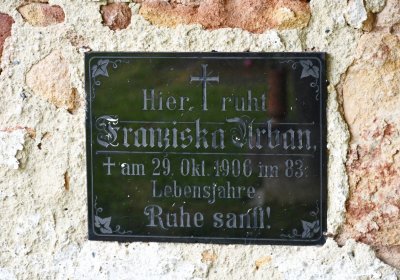 Hier † ruht
Franziska Urban,
† am 29. Okt. 1906 im 83.
Lebensjahre.
Ruhe sanft!